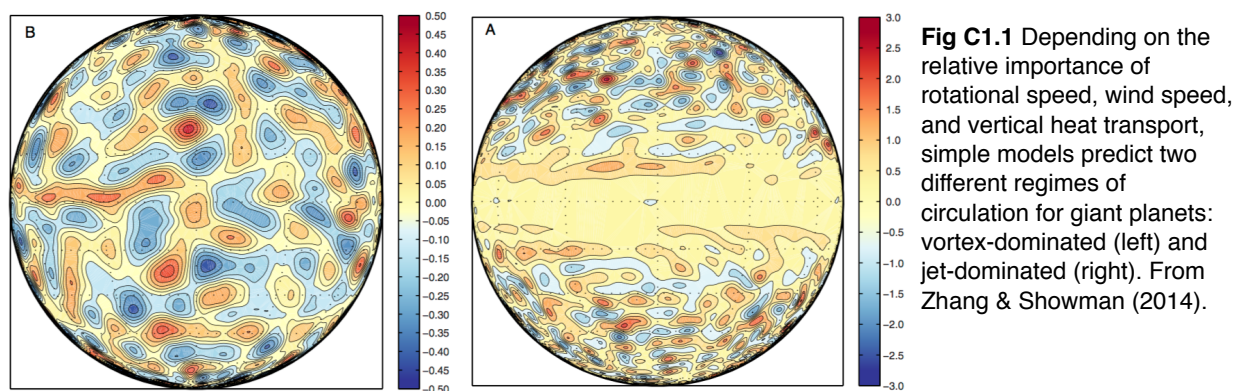 B
0.50
0.45
0.40
0.35
0.30
0.25
0.20
0.15
0.10
0.05
0.00
−0.05
−0.10
−0.15
−0.20
−0.25
−0.30
−0.35
−0.40
−0.45
−0.50
A
3.0
2.5
2.0
1.5
1.0
0.5
0.0
−0.5
−1.0
−1.5
−2.0
−2.5
−3.0
Fig C1.1 Depending on the
relative importance of
rotational speed, wind speed,
and vertical heat transport,
simple models predict two
different regimes of
circulation for giant planets:
vortex-dominated (left) and
jet-dominated (right). From
Zhang & Showman (2014).